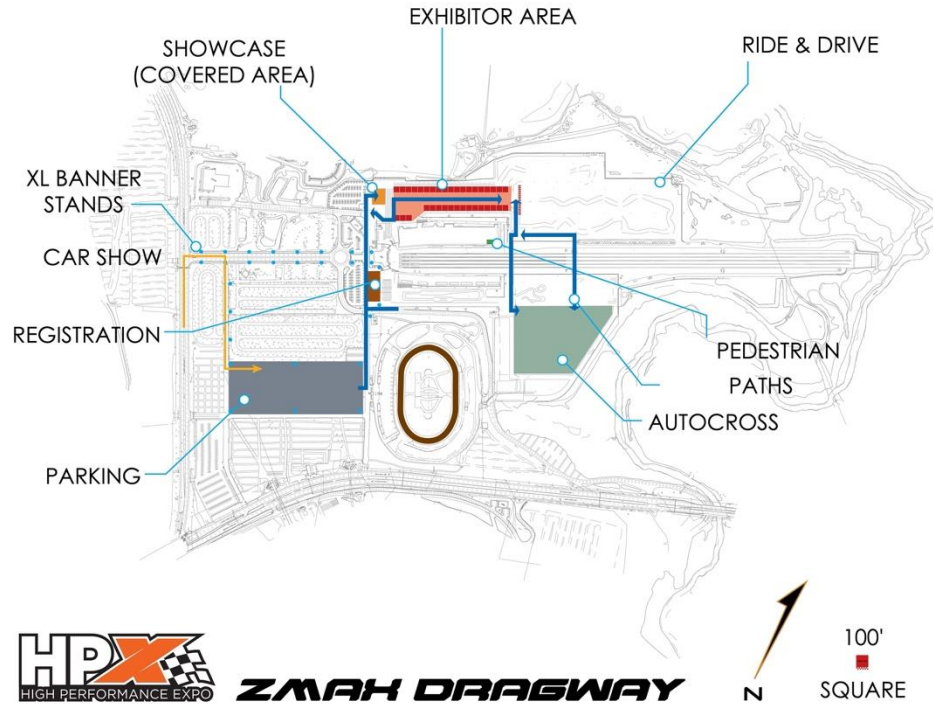 EXHIBITOR AREA
SHOWCASE
(COVERED AREA)
RIDE & DRIVE
XL BANNER
STANDS
CAR SHOW
REGISTRATION
PEDESTRIAN
PATHS
AUTOCROSS
PARKING
HPX
HIGH PERFORMANCE EXPO
ZMAX DRAGWAY
N
100'
SQUARE